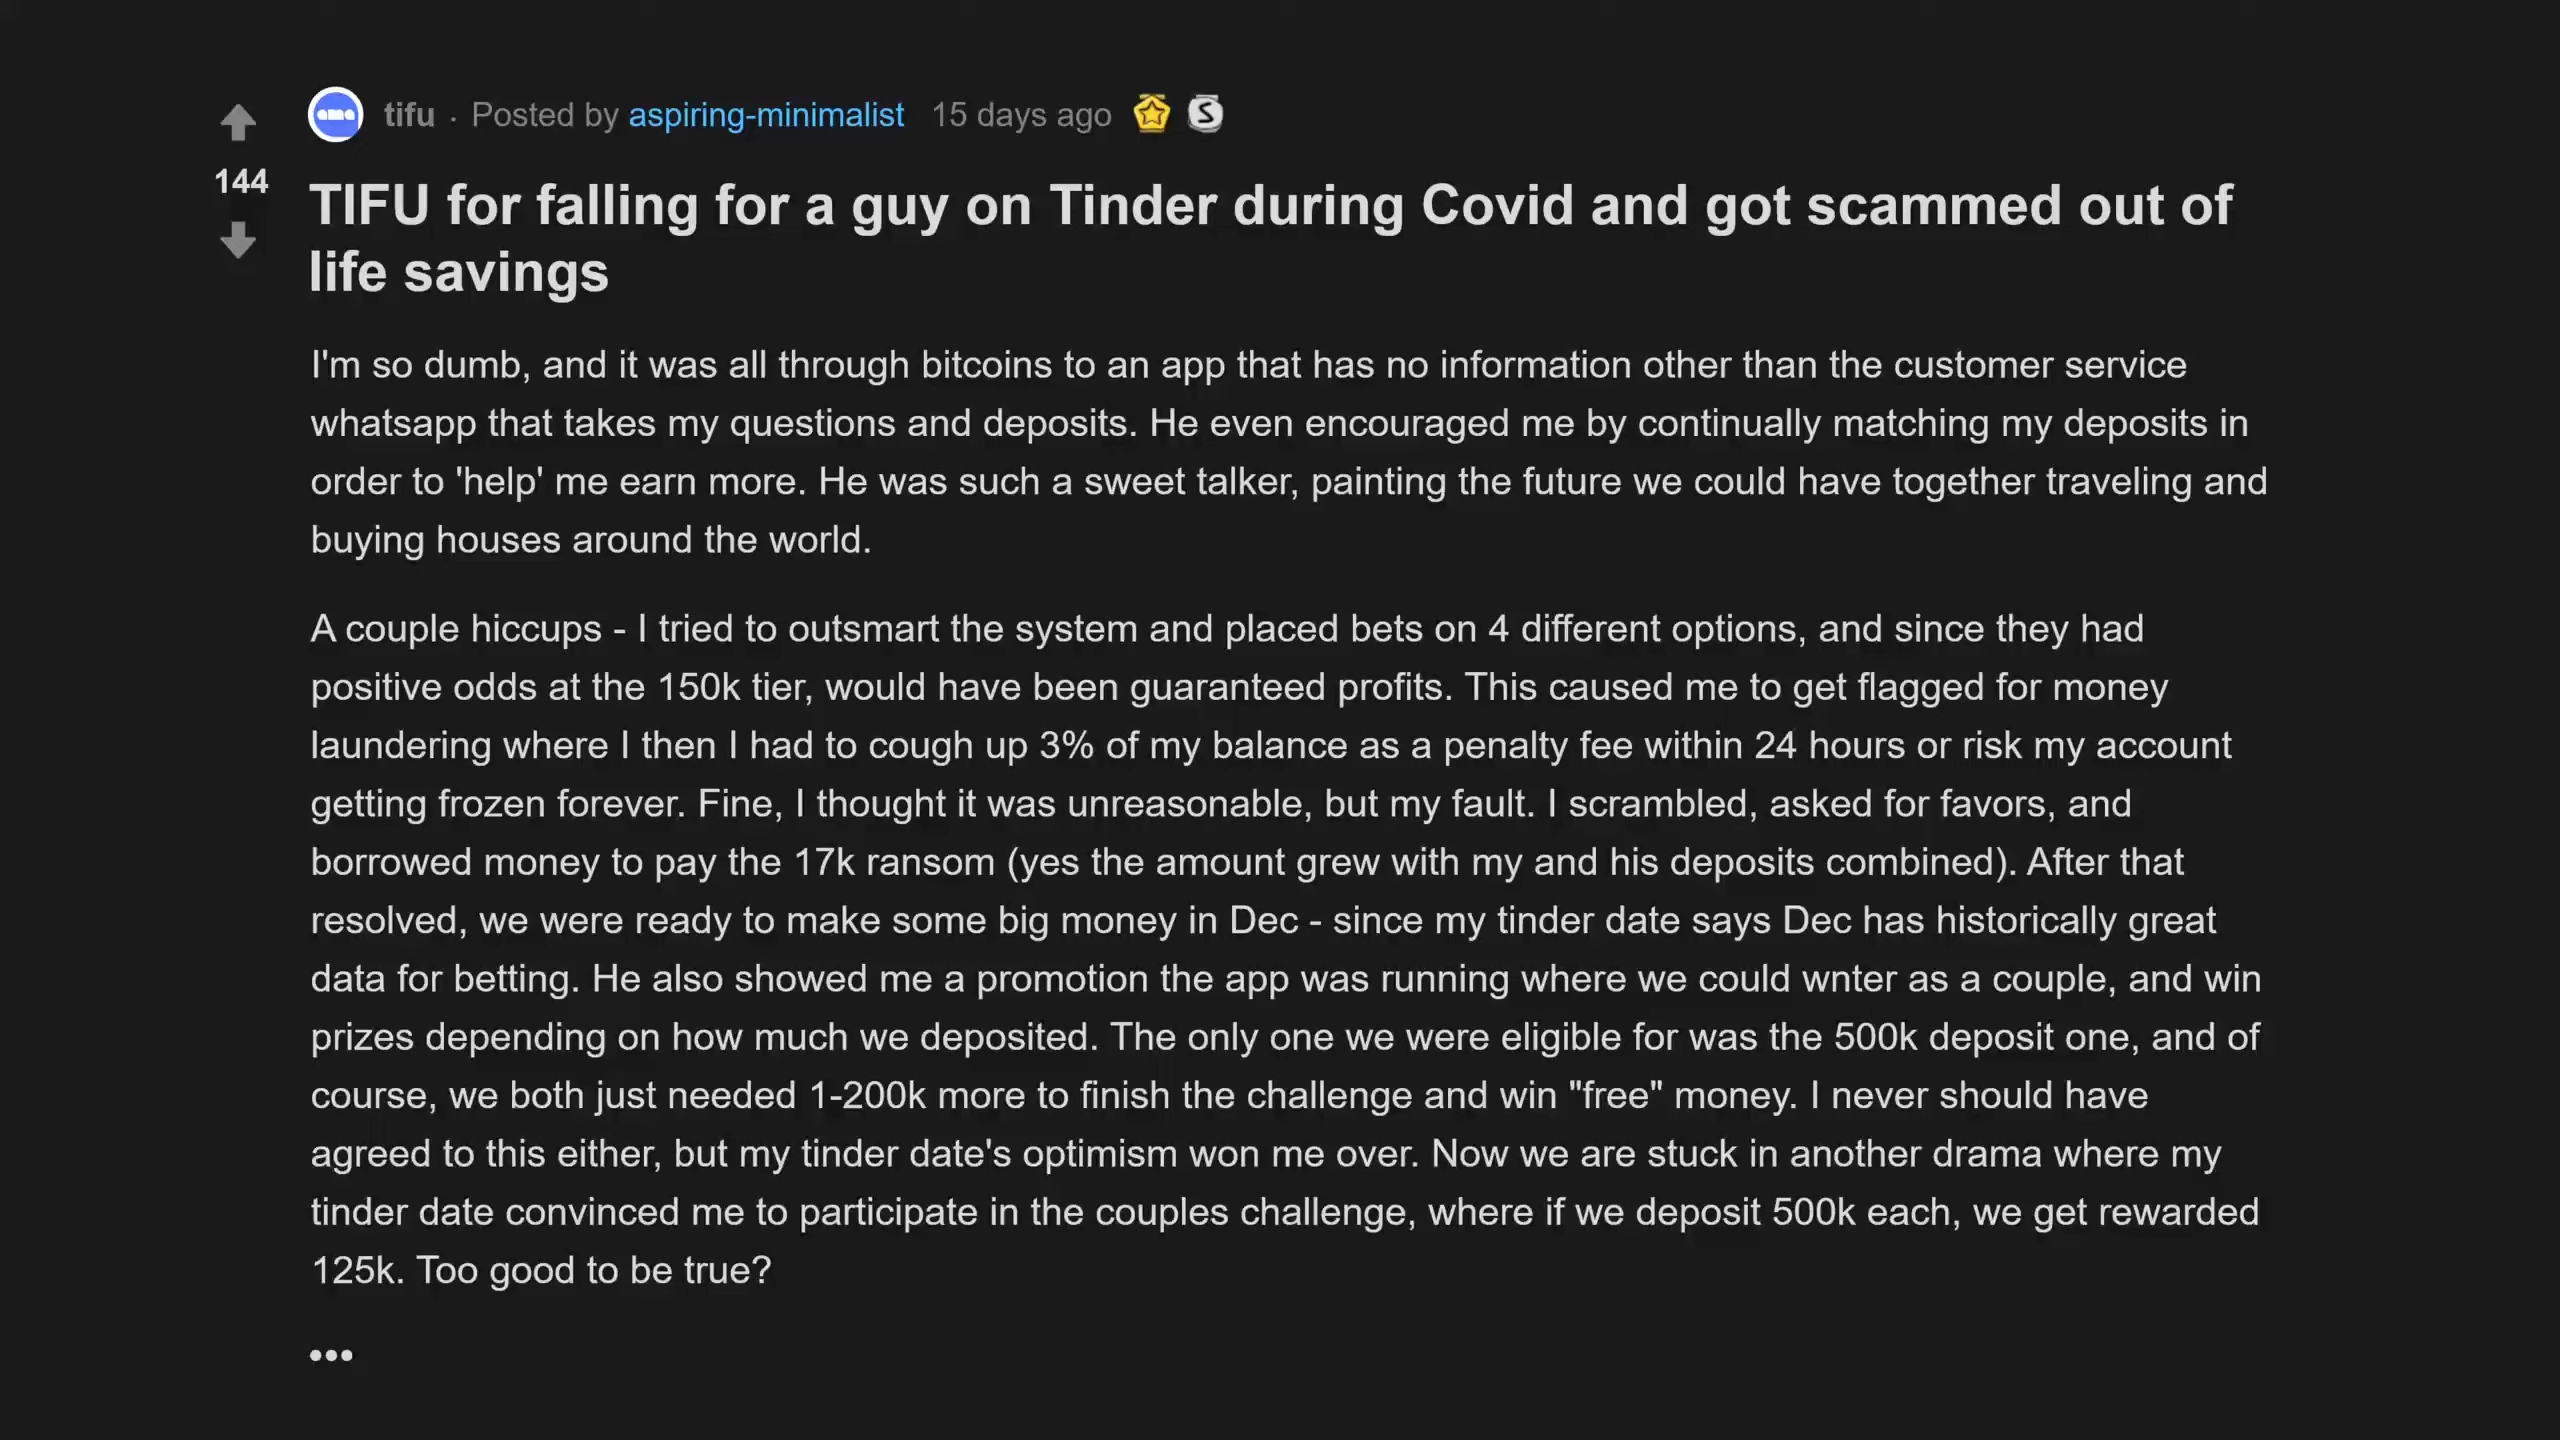 tifu · Posted by aspiring-minimalist 15 days ago
144
TIFU for falling for a guy on Tinder during Covid and got scammed out of
life savings
I'm so dumb, and it was all through bitcoins to an app that has no information other than the customer service
whatsapp that takes my questions and deposits. He even encouraged me by continually matching my deposits in
order to 'help' me earn more. He was such a sweet talker, painting the future we could have together traveling and
buying houses around the world.
A couple hiccups - I tried to outsmart the system and placed bets on 4 different options, and since they had
positive odds at the 150k tier, would have been guaranteed profits. This caused me to get flagged for money
laundering where I then I had to cough up 3% of my balance as a penalty fee within 24 hours or risk my account
getting frozen forever. Fine, I thought it was unreasonable, but my fault. I scrambled, asked for favors, and
borrowed money to pay the 17k ransom (yes the amount grew with my and his deposits combined). After that
resolved, we were ready to make some big money in Dec - since my tinder date says Dec has historically great
data for betting. He also showed me a promotion the app was running where we could wnter as a couple, and win
prizes depending on how much we deposited. The only one we were eligible for was the 500k deposit one, and of
course, we both just needed 1-200k more to finish the challenge and win "free" money. I never should have
agreed to this either, but my tinder date's optimism won me over. Now we are stuck in another drama where my
tinder date convinced me to participate in the couples challenge, where if we deposit 500k each, we get rewarded
125k. Too good to be true?
•••